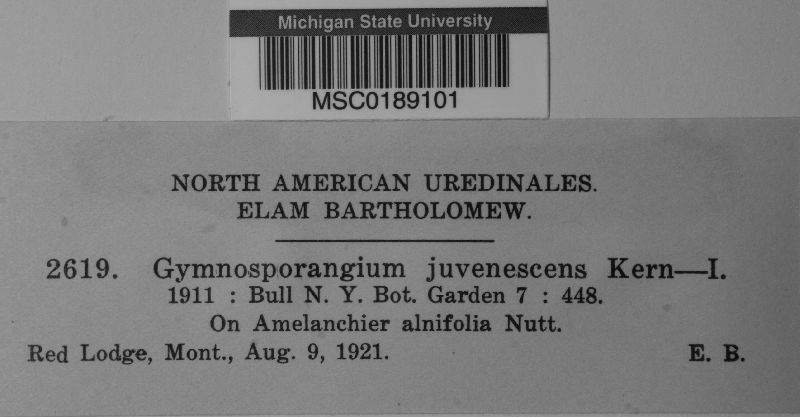 Michigan State University
MSC0189101
NORTH AMERICAN UREDINALES.
ELAM BARTHOLOMEW.
2619. Gymnosporangium juvenescens Kern—I.
1911 : Bull N. Y. Bot. Garden 7 : 448.
On Amelanchier alnifolia Nutt.
Red Lodge, Mont., Aug. 9, 1921. E. B.